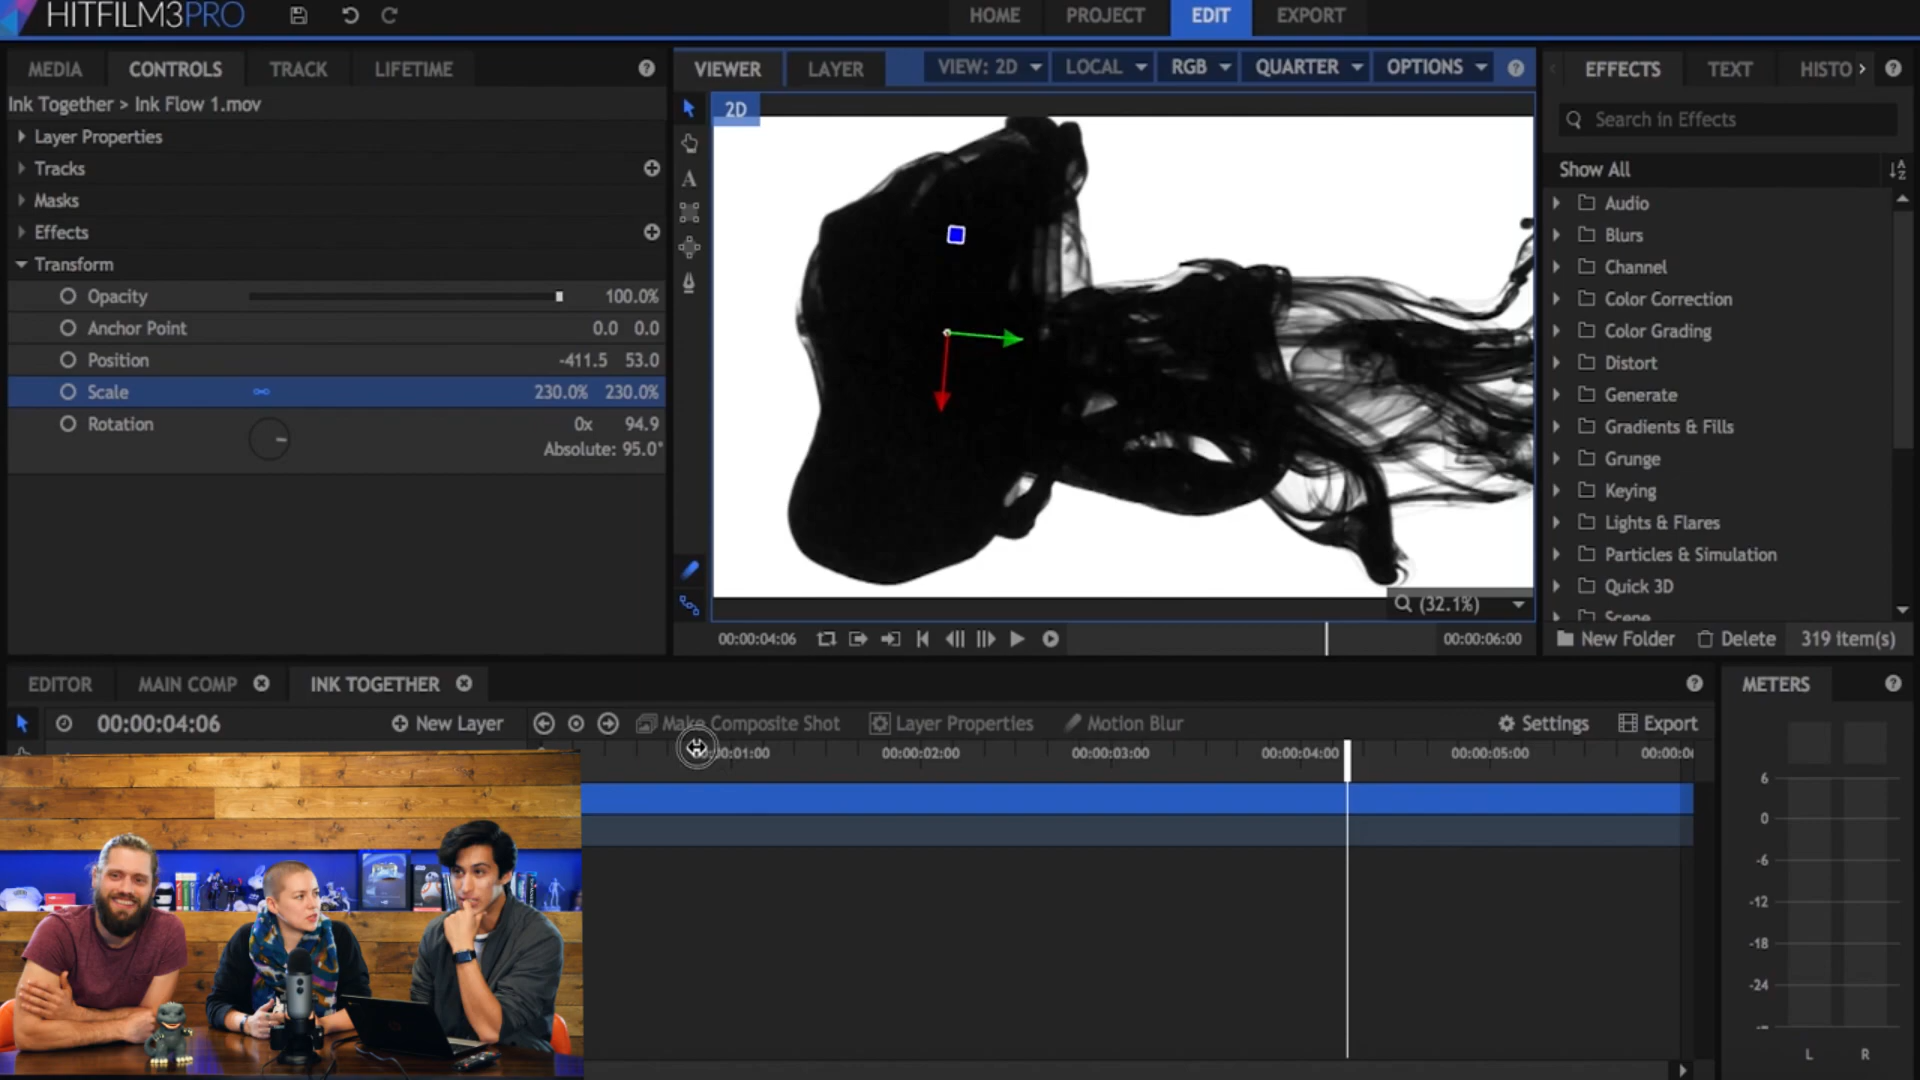 HITFILM3PRO
HOME PROJECT EDIT EXPORT
MEDIA CONTROLS TRACK LIFETIME
Ink Together > Ink Flow 1.mov
Layer Properties
Tracks
Masks
Effects
Transform
Opacity 100.0%
Anchor Point 0.0 0.0
Position -411.5 53.0
Scale 230.0% 230.0%
Rotation 0x 94.9
Absolute: 95.0°
VIEWER LAYER VIEW: 2D LOCAL RGB QUARTER OPTIONS
2D
A
(32.1%)
00:00:04:06 00:00:06:00
EFFECTS TEXT HISTO
Search in Effects
Show All
Audio
Blurs
Channel
Color Correction
Color Grading
Distort
Generate
Gradients & Fills
Grunge
Keying
Lights & Flares
Particles & Simulation
Quick 3D
Scene
New Folder Delete 319 item(s)
EDITOR MAIN COMP INK TOGETHER
00:00:04:06 New Layer Make Composite Shot Layer Properties Motion Blur Settings Export
00:00:02:00 00:00:03:00 00:00:04:00 00:00:05:00
METERS
6
0
-6
-12
-18
-24
-∞
L R